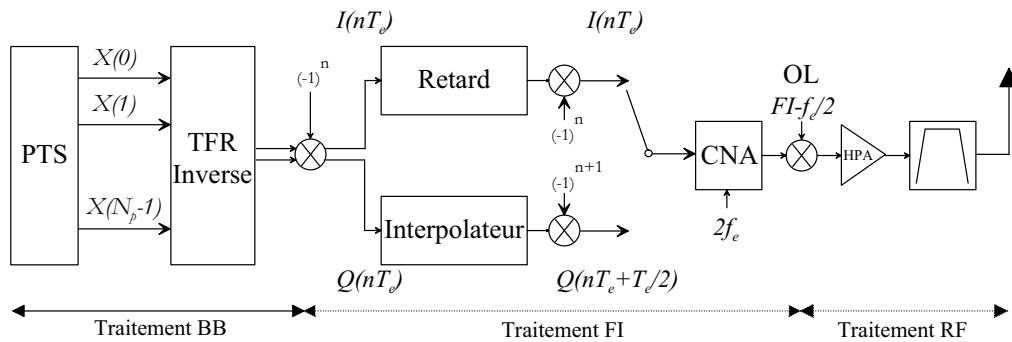 I(nTₑ)
I(nTₑ)
X(0)
X(1)
X(Nₚ-1)
PTS
TFR
Inverse
(-1)ⁿ
Retard
(-1)ⁿ
Interpolateur
(-1)ⁿ⁺¹
Q(nTₑ)
Q(nTₑ+Tₑ/2)
CNA
2fₑ
OL
FI-fₑ/2
HPA
Traitement BB
Traitement FI
Traitement RF